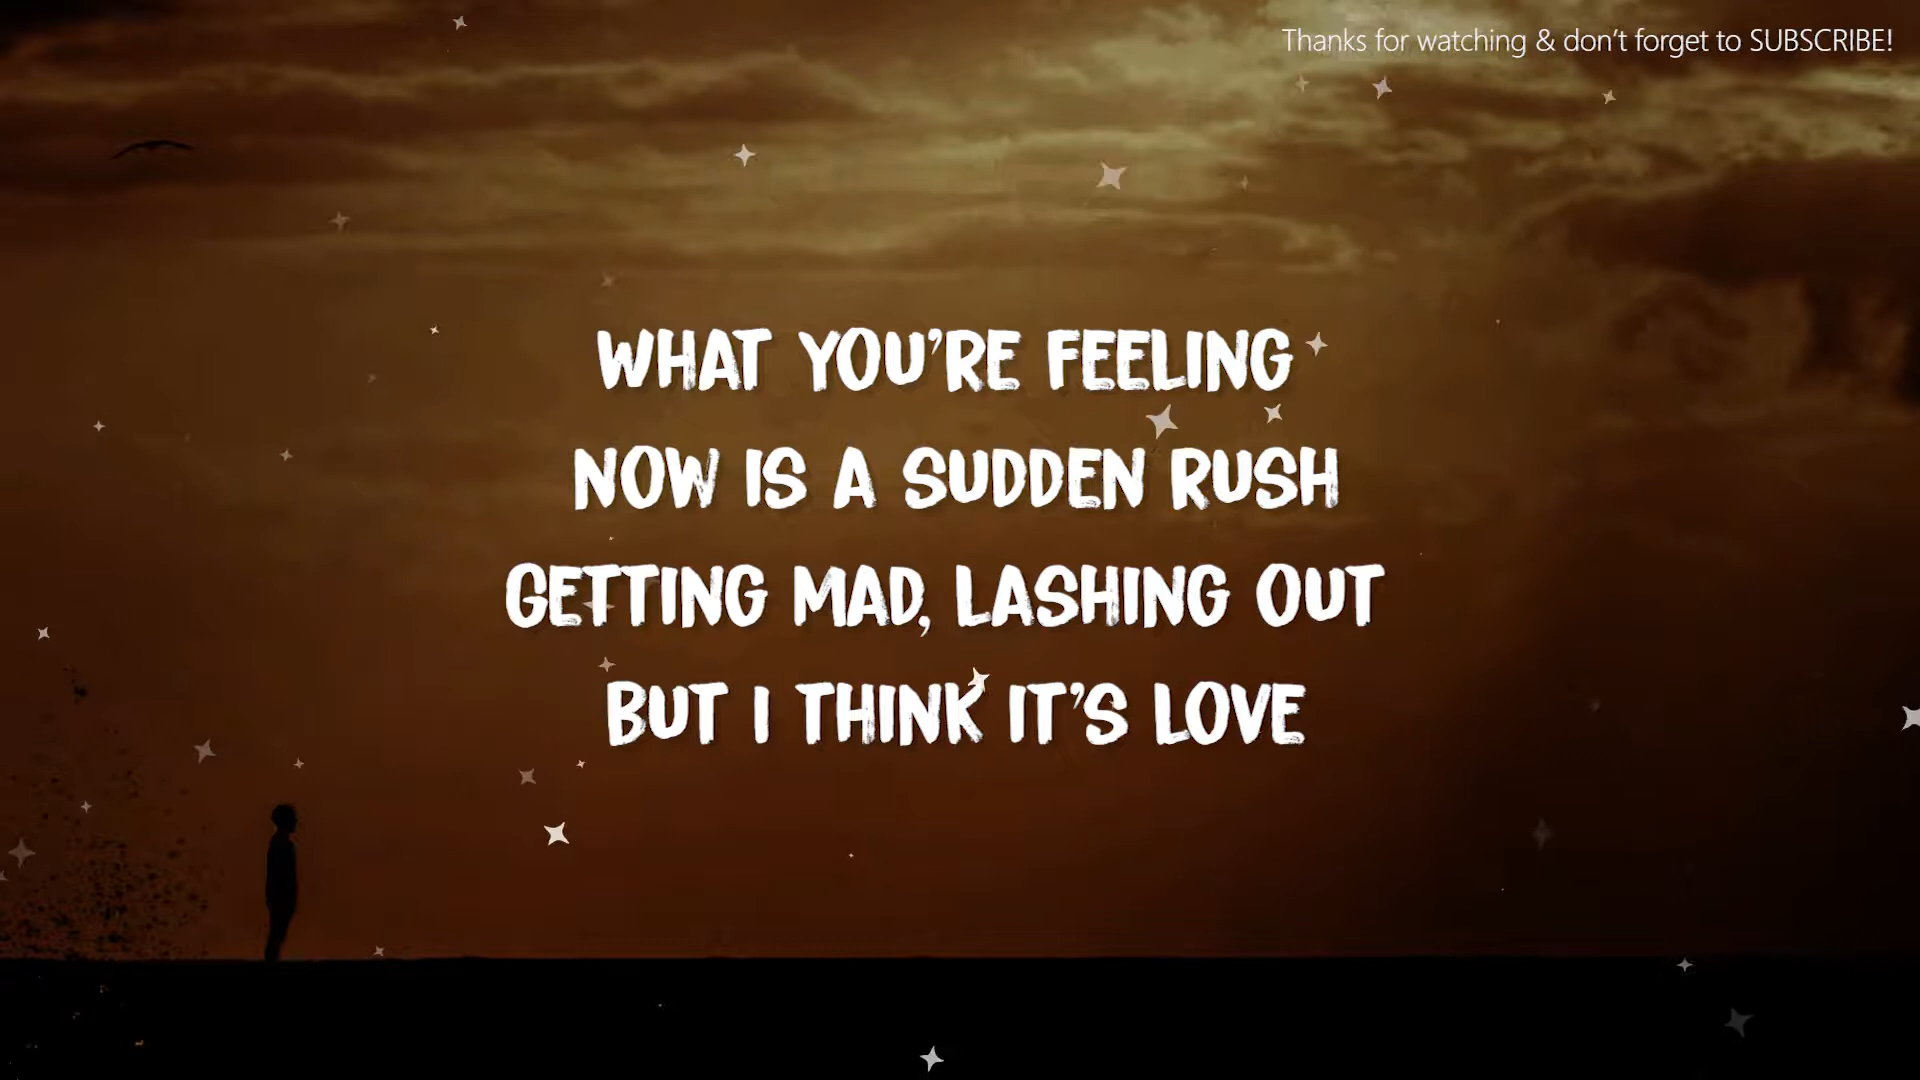 Thanks for watching & don't forget to SUBSCRIBE!
WHAT YOU'RE FEELING
NOW IS A SUDDEN RUSH
GETTING MAD, LASHING OUT
BUT I THINK IT'S LOVE